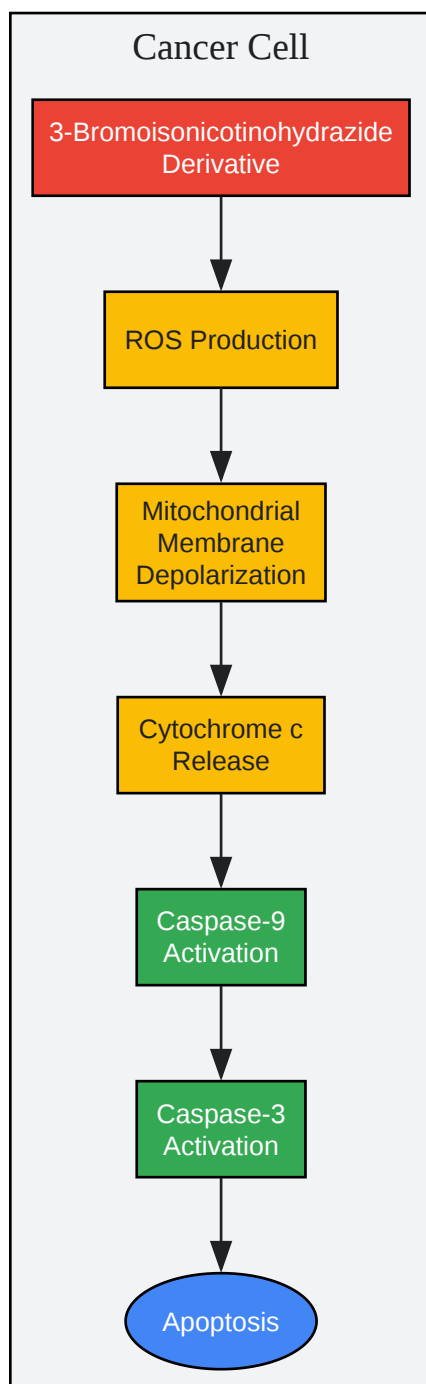 Cancer Cell
3-Bromoisonicotinohydrazide
Derivative
ROS Production
Mitochondrial
Membrane
Depolarization
Cytochrome c
Release
Caspase-9
Activation
Caspase-3
Activation
Apoptosis